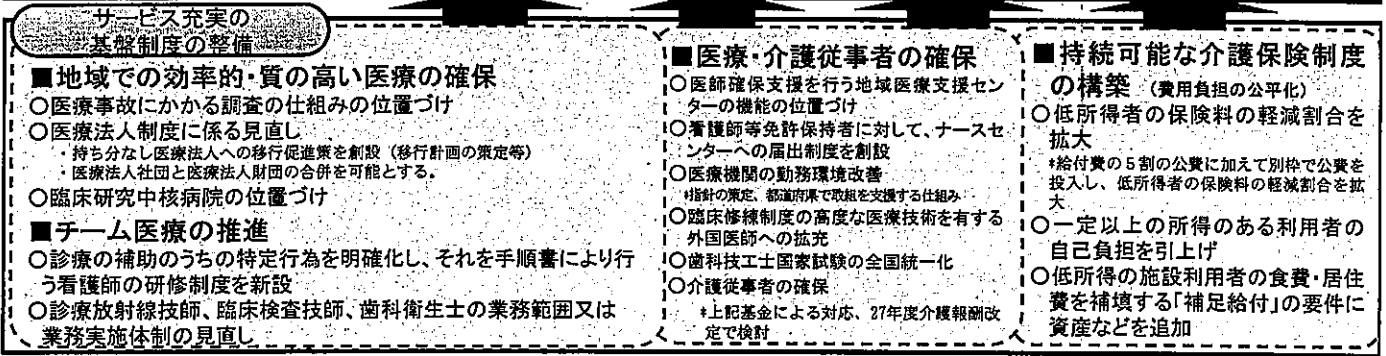 サービス充実の
基盤制度の整備
■地域での効率的・質の高い医療の確保
○医療事故にかかる調査の仕組みの位置づけ
○医療法人制度に係る見直し
・持ち分なし医療法人への移行促進策を創設（移行計画の策定等）
・医療法人社団と医療法人財団の合併を可能とする。
○臨床研究中核病院の位置づけ
■チーム医療の推進
○診療の補助のうちの特定行為を明確化し、それを手順書により行
う看護師の研修制度を新設
○診療放射線技師、臨床検査技師、歯科衛生士の業務範囲又は
業務実施体制の見直し
■医療・介護従事者の確保
○医師確保支援を行う地域医療支援セン
ターの機能の位置づけ
○看護師等免許保持者に対して、ナースセ
ンターへの届出制度を創設
○医療機関の勤務環境改善
*指針の策定、都道府県で取組を支援する仕組み
○臨床修練制度の高度な医療技術を有する
外国医師への拡充
○歯科技工士国家試験の全国統一化
○介護従事者の確保
*上記基金による対応、27年度介護報酬改
定で検討
■持続可能な介護保険制度
の構築 （費用負担の公平化）
○低所得者の保険料の軽減割合を
拡大
*給付費の５割の公費に加えて別枠で公費を
投入し、低所得者の保険料の軽減割合を拡
大
○一定以上の所得のある利用者の
自己負担を引上げ
○低所得の施設利用者の食費・居住
費を補填する「補足給付」の要件に
資産などを追加